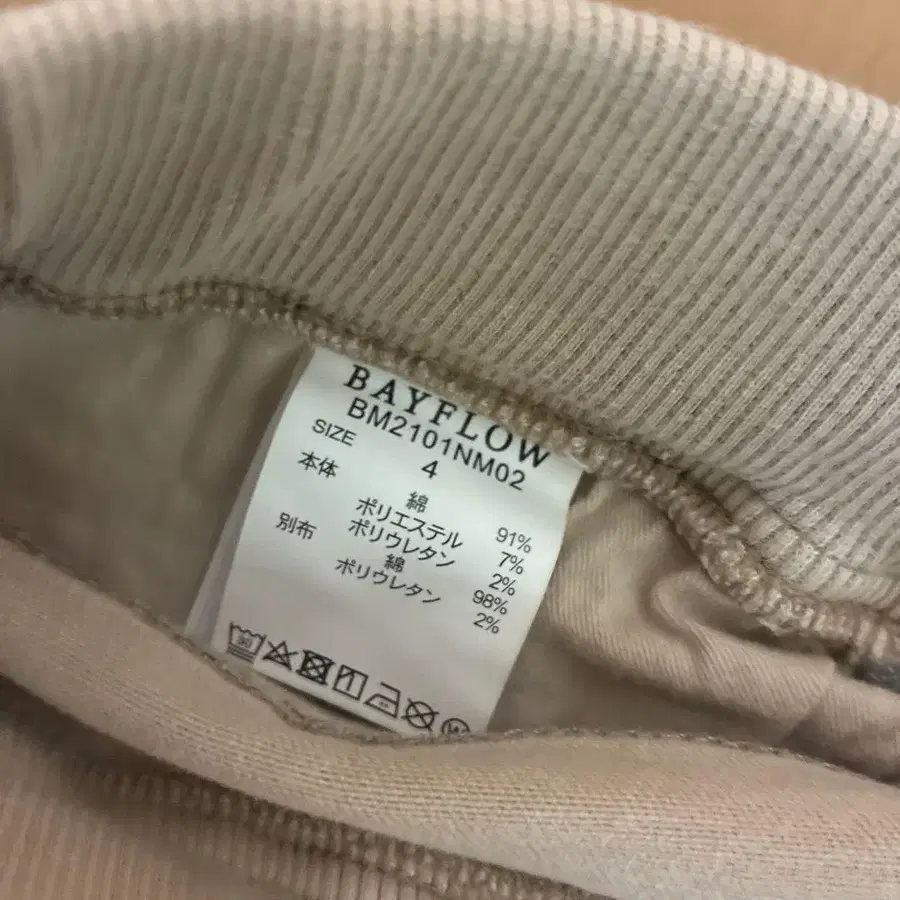 BAYFLOW
BM2101NM02
SIZE 4
本体 綿 91%
ポリエステル 7%
ポリウレタン 2%
別布 綿 98%
ポリウレタン 2%
30